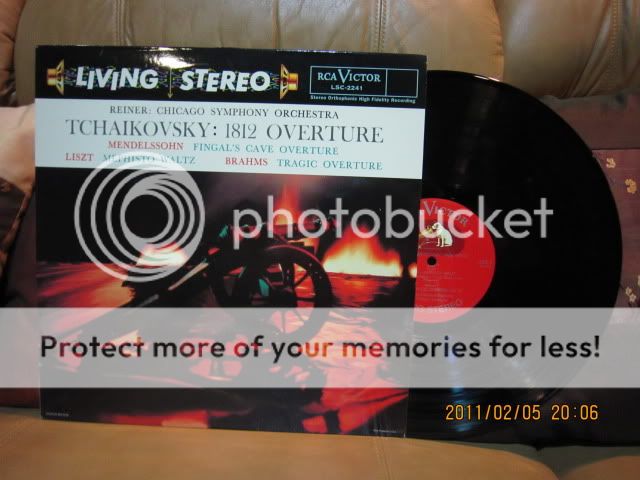 LIVING STEREO
RCA VICTOR
LSC-2241
Stereo Orthophonic High Fidelity Recording
REINER: CHICAGO SYMPHONY ORCHESTRA
TCHAIKOVSKY: 1812 OVERTURE
MENDELSSOHN FINGAL'S CAVE OVERTURE
LISZT MEPHISTO WALTZ BRAHMS TRAGIC OVERTURE
photobucket
VICTOR
STEREO
Protect more of your memories for less!
2011/02/05 20:06